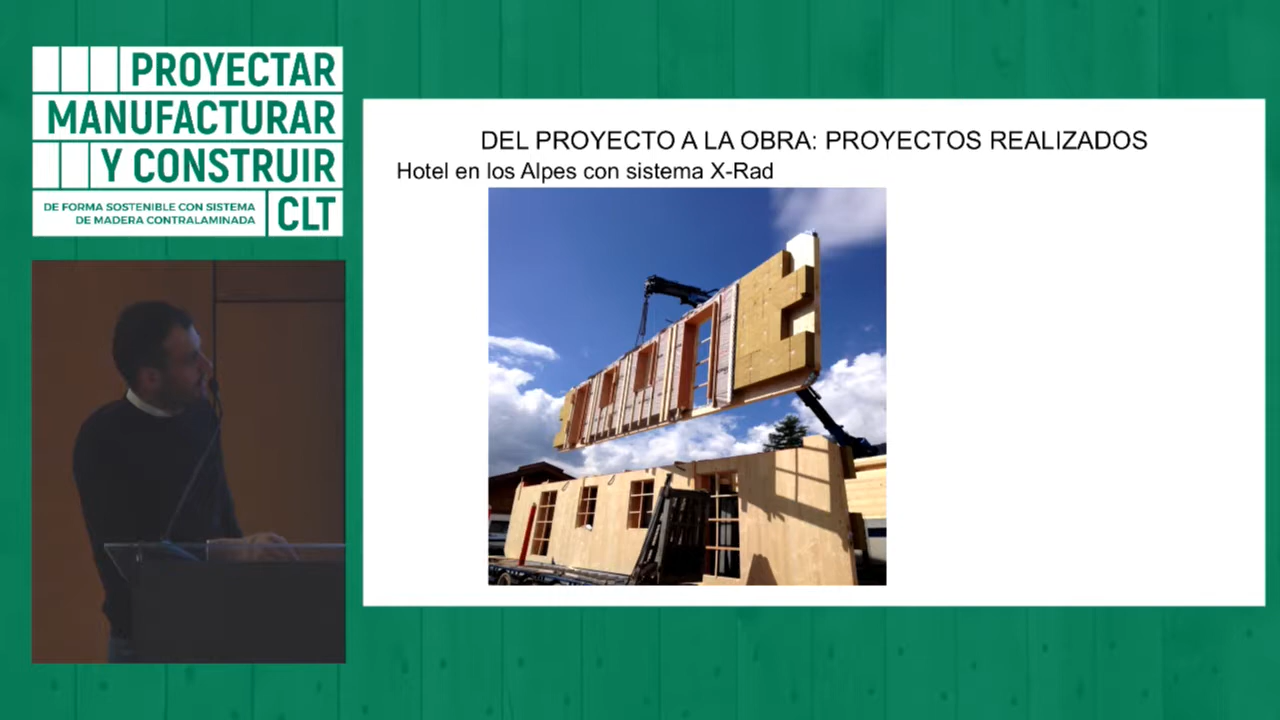 PROYECTAR
MANUFACTURAR
Y CONSTRUIR
DE FORMA SOSTENIBLE CON SISTEMA
DE MADERA CONTRALAMINADA
CLT
DEL PROYECTO A LA OBRA: PROYECTOS REALIZADOS
Hotel en los Alpes con sistema X-Rad